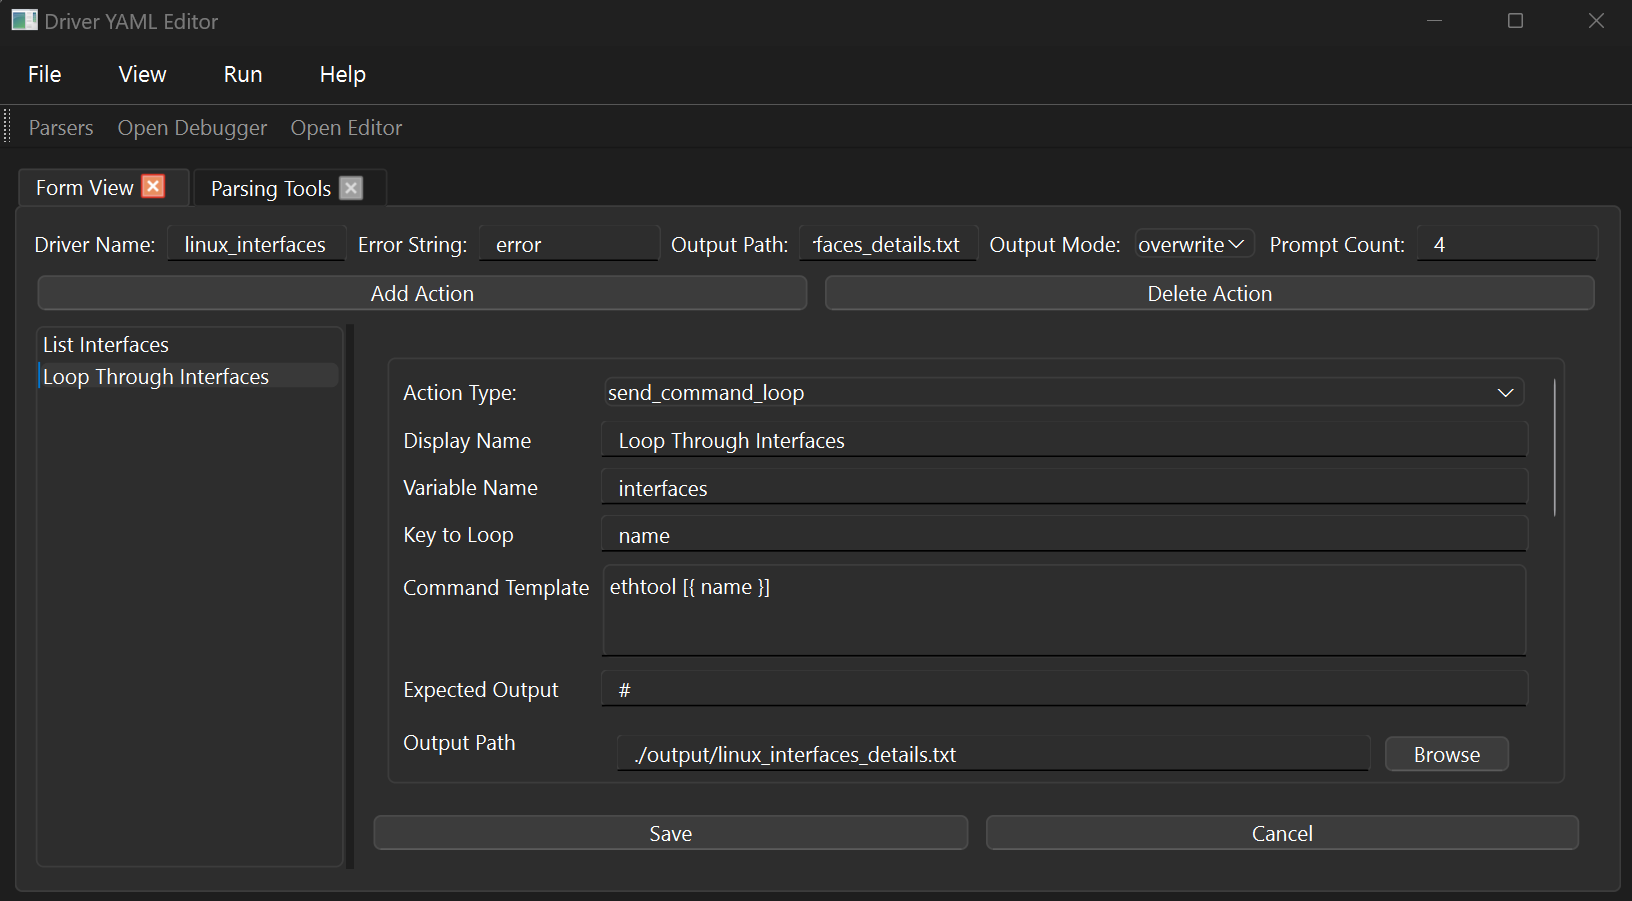 Driver YAML Editor
File View Run Help
Parsers Open Debugger Open Editor
Form View Parsing Tools
Driver Name: linux_interfaces Error String: error Output Path: faces_details.txt Output Mode: overwrite Prompt Count: 4
Add Action Delete Action
List Interfaces
Loop Through Interfaces
Action Type: send_command_loop
Display Name Loop Through Interfaces
Variable Name interfaces
Key to Loop name
Command Template ethtool [{ name }]
Expected Output #
Output Path ./output/linux_interfaces_details.txt Browse
Save Cancel